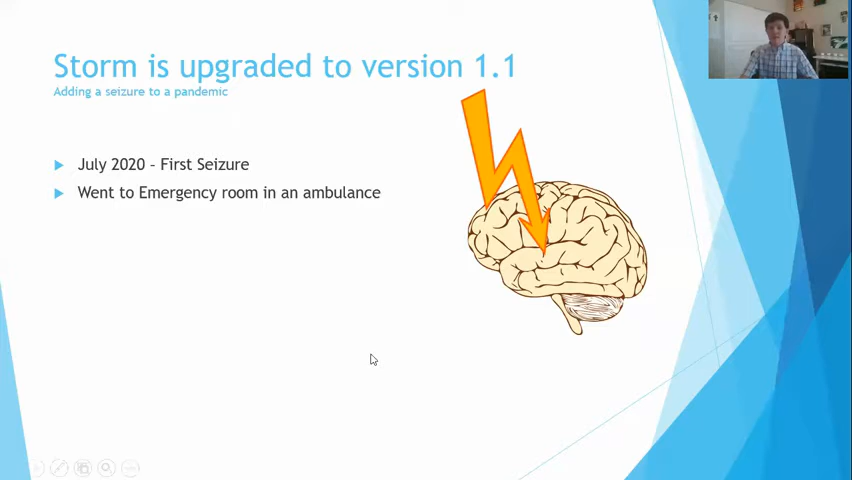 Storm is upgraded to version 1.1
Adding a seizure to a pandemic
July 2020 – First Seizure
Went to Emergency room in an ambulance